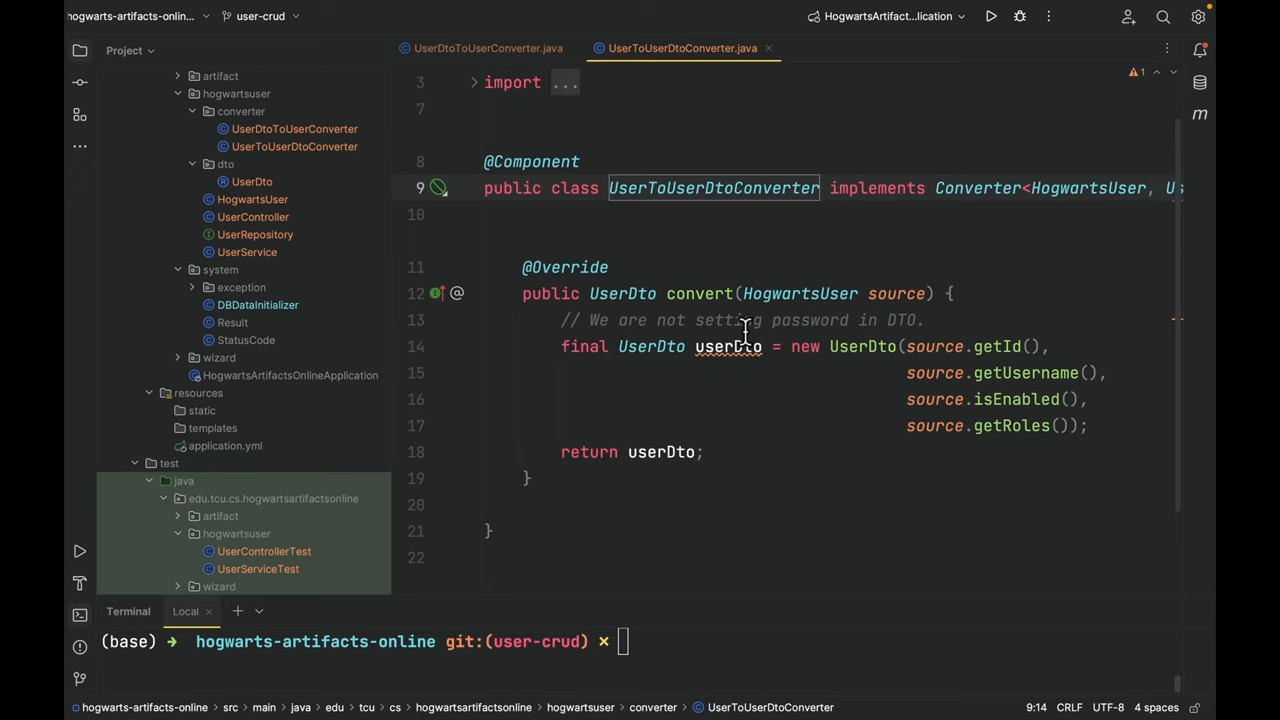 hogwarts-artifacts-online... user-crud HogwartsArtifact...lication
Project
UserDtoToUserConverter.java UserToUserDtoConverter.java
artifact
hogwartsuser
converter
UserDtoToUserConverter
UserToUserDtoConverter
dto
UserDto
HogwartsUser
UserController
UserRepository
UserService
system
exception
DBDataInitializer
Result
StatusCode
wizard
HogwartsArtifactsOnlineApplication
resources
static
templates
application.yml
test
java
edu.tcu.cs.hogwartsartifactsonline
artifact
hogwartsuser
UserControllerTest
UserServiceTest
wizard
1
3 import ...
7
8 @Component
9 public class UserToUserDtoConverter implements Converter<HogwartsUser, Us
10
11 @Override
12 @ public UserDto convert(HogwartsUser source) {
13 // We are not setting password in DTO.
14 final UserDto userDto = new UserDto(source.getId(),
15 source.getUsername(),
16 source.isEnabled(),
17 source.getRoles());
18 return userDto;
19 }
20
21 }
22
Terminal Local
(base) → hogwarts-artifacts-online git:(user-crud) ×
hogwarts-artifacts-online › src › main › java › edu › tcu › cs › hogwartsartifactsonline › hogwartsuser › converter › UserToUserDtoConverter 9:14 CRLF UTF-8 4 spaces